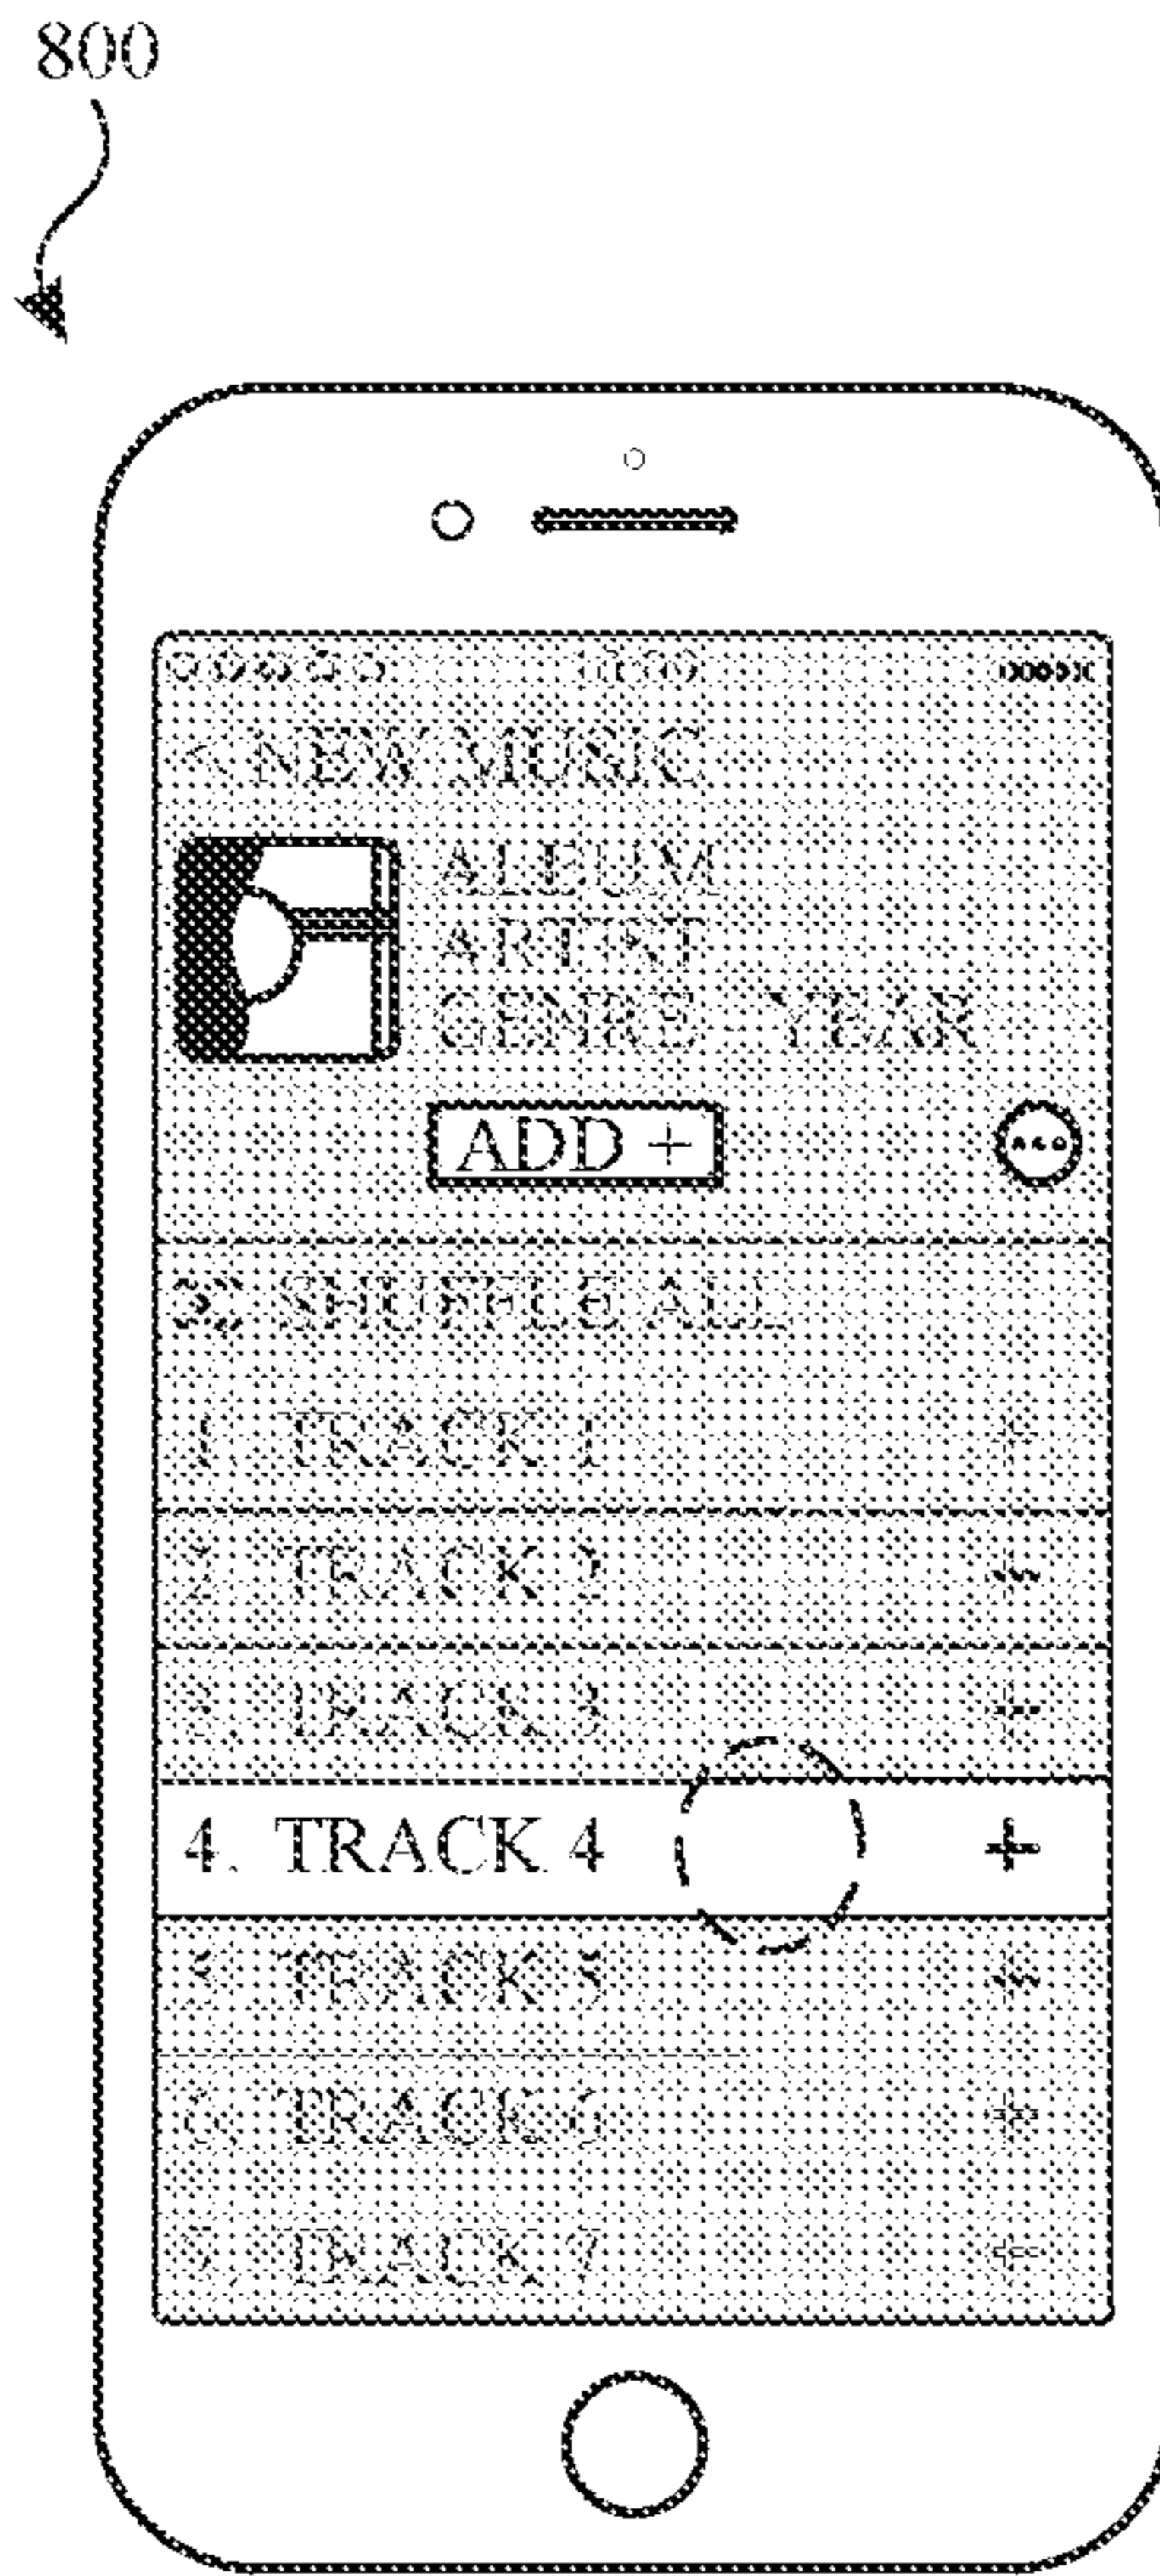 800
< NEW MUSIC
ALBUM
ARTIST
GENRE - YEAR
ADD +
SHUFFLE ALL
1. TRACK 1 +
2. TRACK 2 +
3. TRACK 3 +
4. TRACK 4 +
5. TRACK 5 +
6. TRACK 6 +
7. TRACK 7 +